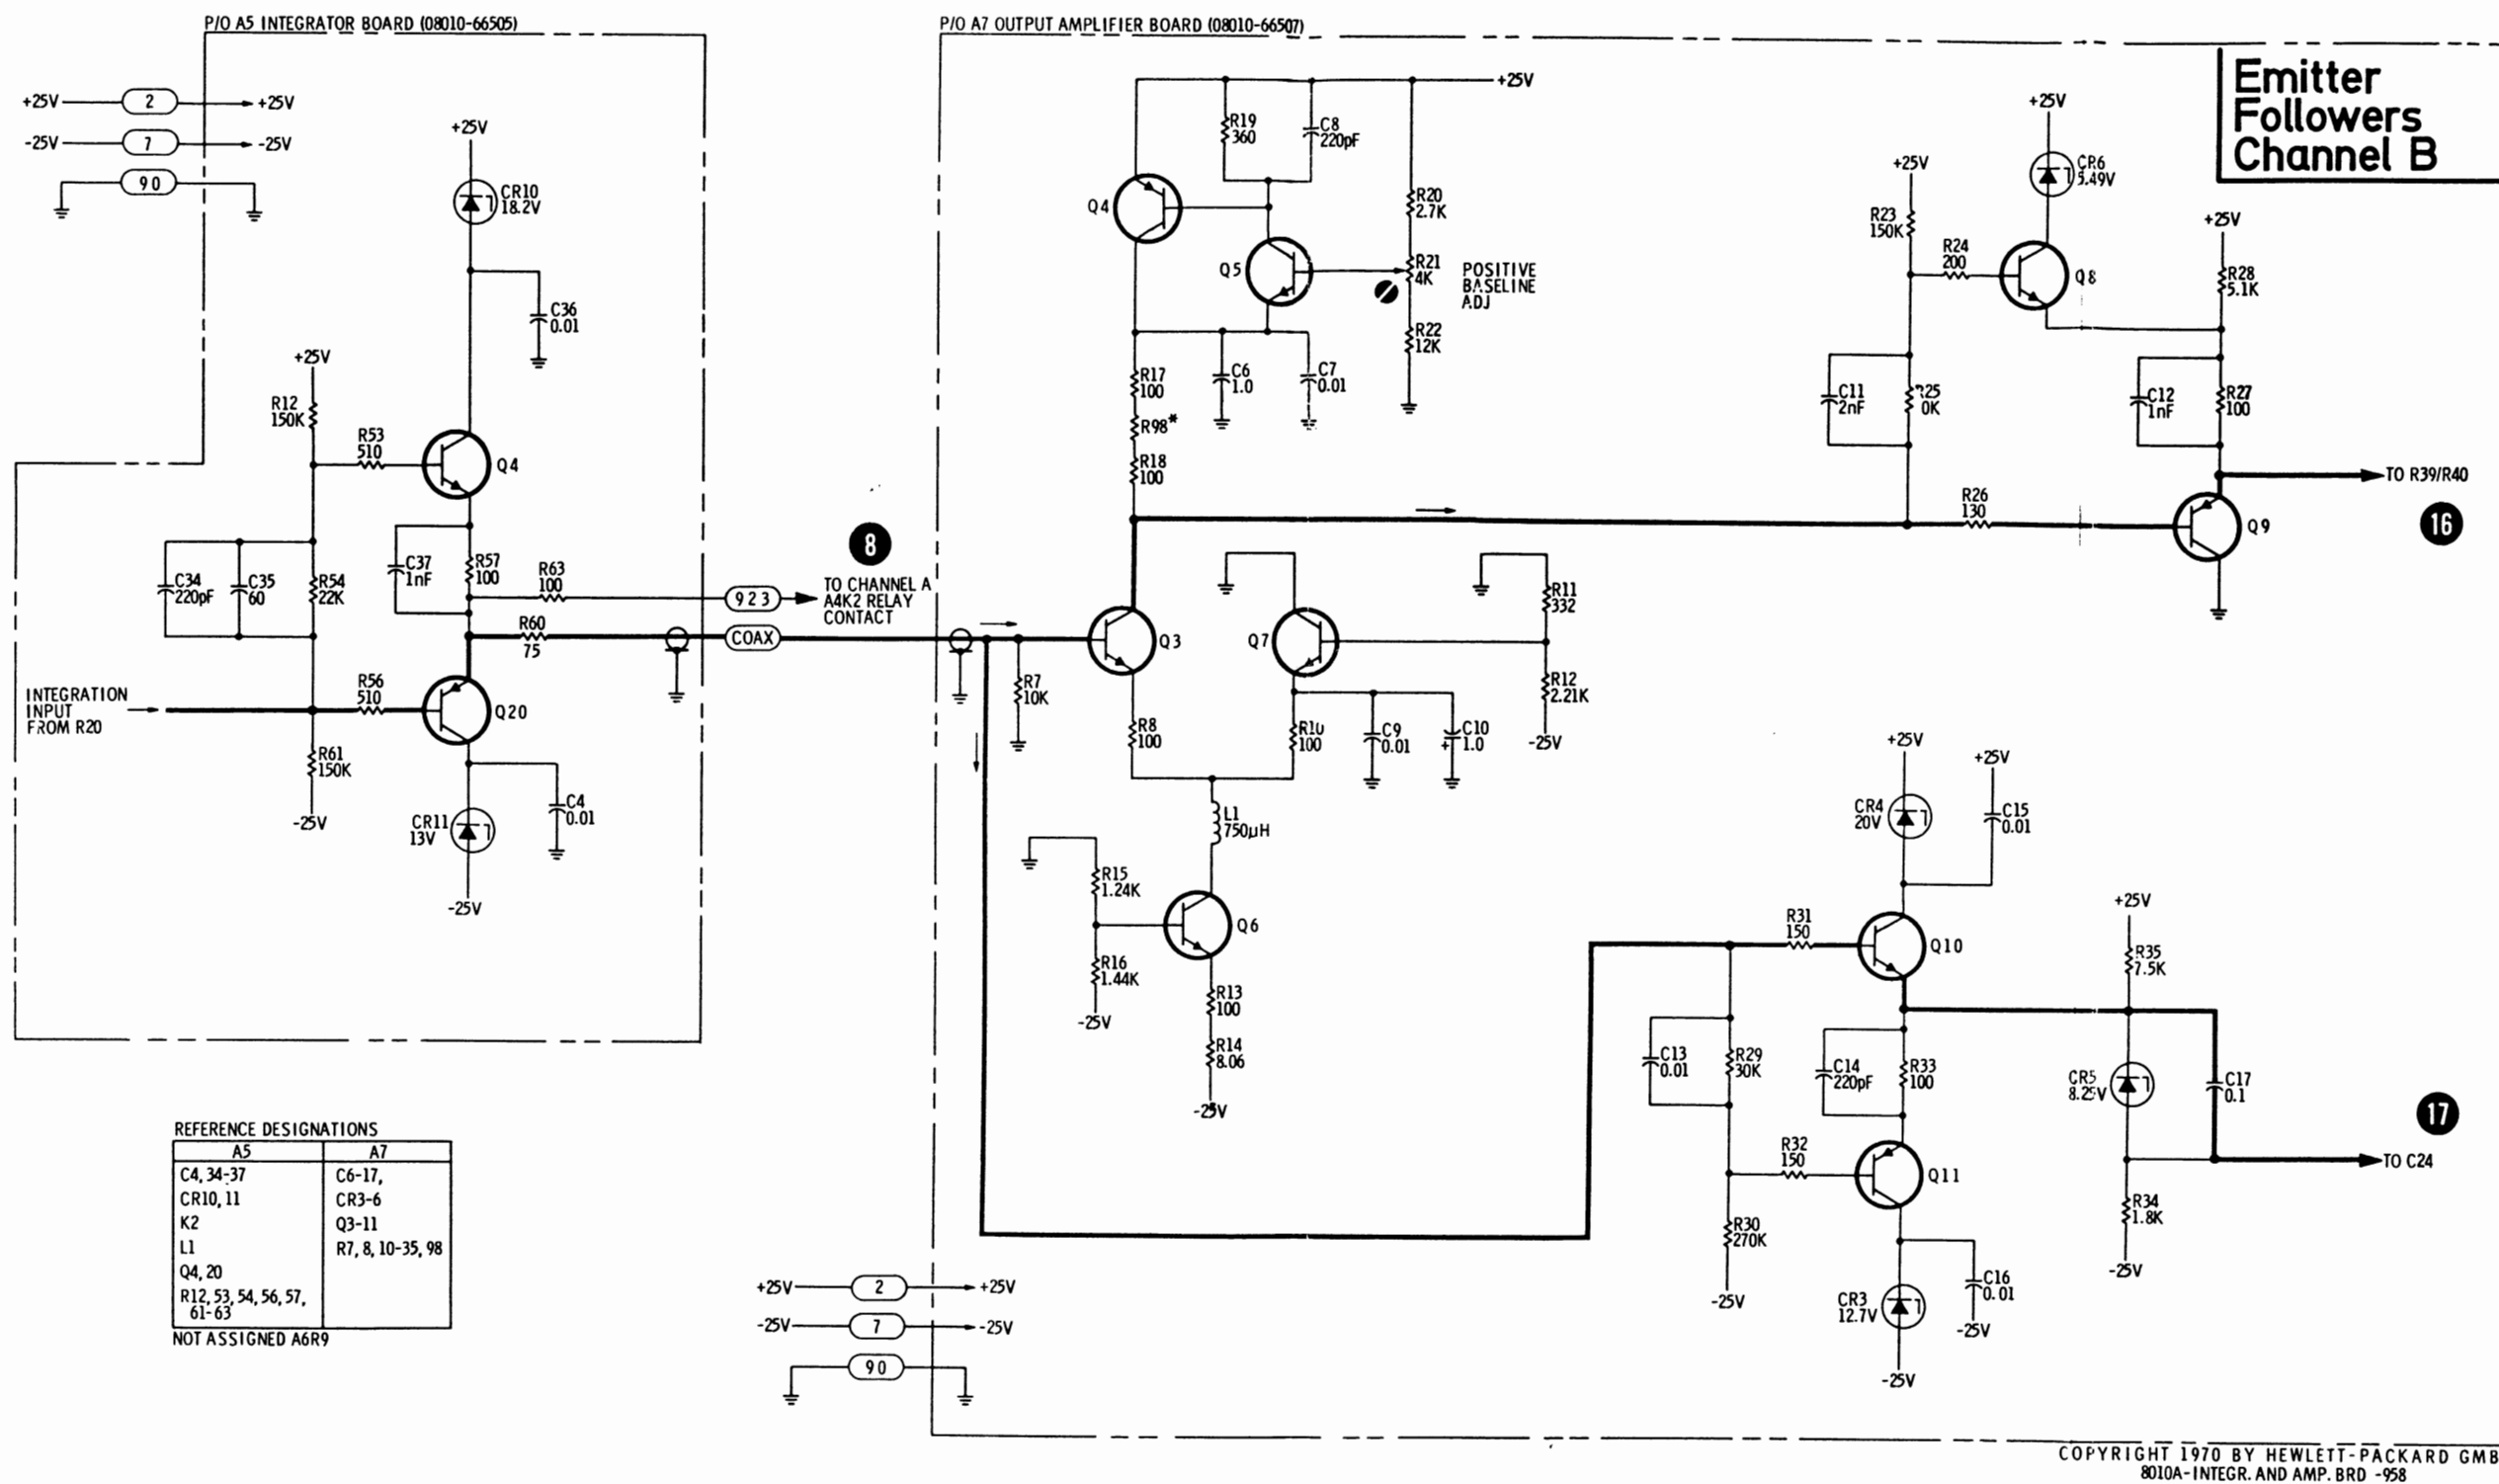 P/O A5 INTEGRATOR BOARD (08010-66505)
+25V 2 +25V
-25V 7 -25V
90
+25V
CR10
18.2V
C36
0.01
+25V
R12
150K
R53
510
Q4
C34
220pF
C35
60
R54
22K
C37
1nF
R57
100
R63
100
923
TO CHANNEL A
A4K2 RELAY
CONTACT
8
R60
75
COAX
INTEGRATION
INPUT
FROM R20
R56
510
Q20
R61
150K
-25V
C4
0.01
CR11
13V
-25V
REFERENCE DESIGNATIONS
A5 A7
C4, 34-37 C6-17,
CR10, 11 CR3-6
K2 Q3-11
L1 R7, 8, 10-35, 98
Q4, 20
R12, 53, 54, 56, 57,
61-63
NOT ASSIGNED A6R9
P/O A7 OUTPUT AMPLIFIER BOARD (08010-66507)
Emitter
Followers
Channel B
+25V
R19
360
C8
220pF
Q4
R20
2.7K
Q5
R21
4K
POSITIVE
BASELINE
ADJ
R22
12K
R17
100
C6
1.0
C7
0.01
R98*
R18
100
+25V
CR6
5.49V
+25V
R23
150K
R24
200
Q8
+25V
R28
5.1K
C11
2nF
25
0K
C12
1nF
R27
100
R26
130
Q9
TO R39/R40
16
Q3
R7
10K
R8
100
Q7
R11
332
R12
2.21K
-25V
R10
100
C9
0.01
C10
+ 1.0
L1
750µH
R15
1.24K
Q6
R16
1.44K
-25V
R13
100
R14
8.06
-25V
+25V
CR4
20V
+25V
C15
0.01
R31
150
Q10
+25V
R35
7.5K
C13
0.01
R29
30K
C14
220pF
R33
100
CR5
8.25V
C17
0.1
17
R32
150
Q11
TO C24
R34
1.8K
-25V
R30
270K
-25V
C16
0.01
-25V
CR3
12.7V
-25V
+25V 2 +25V
-25V 7 -25V
90
COPYRIGHT 1970 BY HEWLETT-PACKARD GMB
8010A-INTEGR. AND AMP. BRD -958